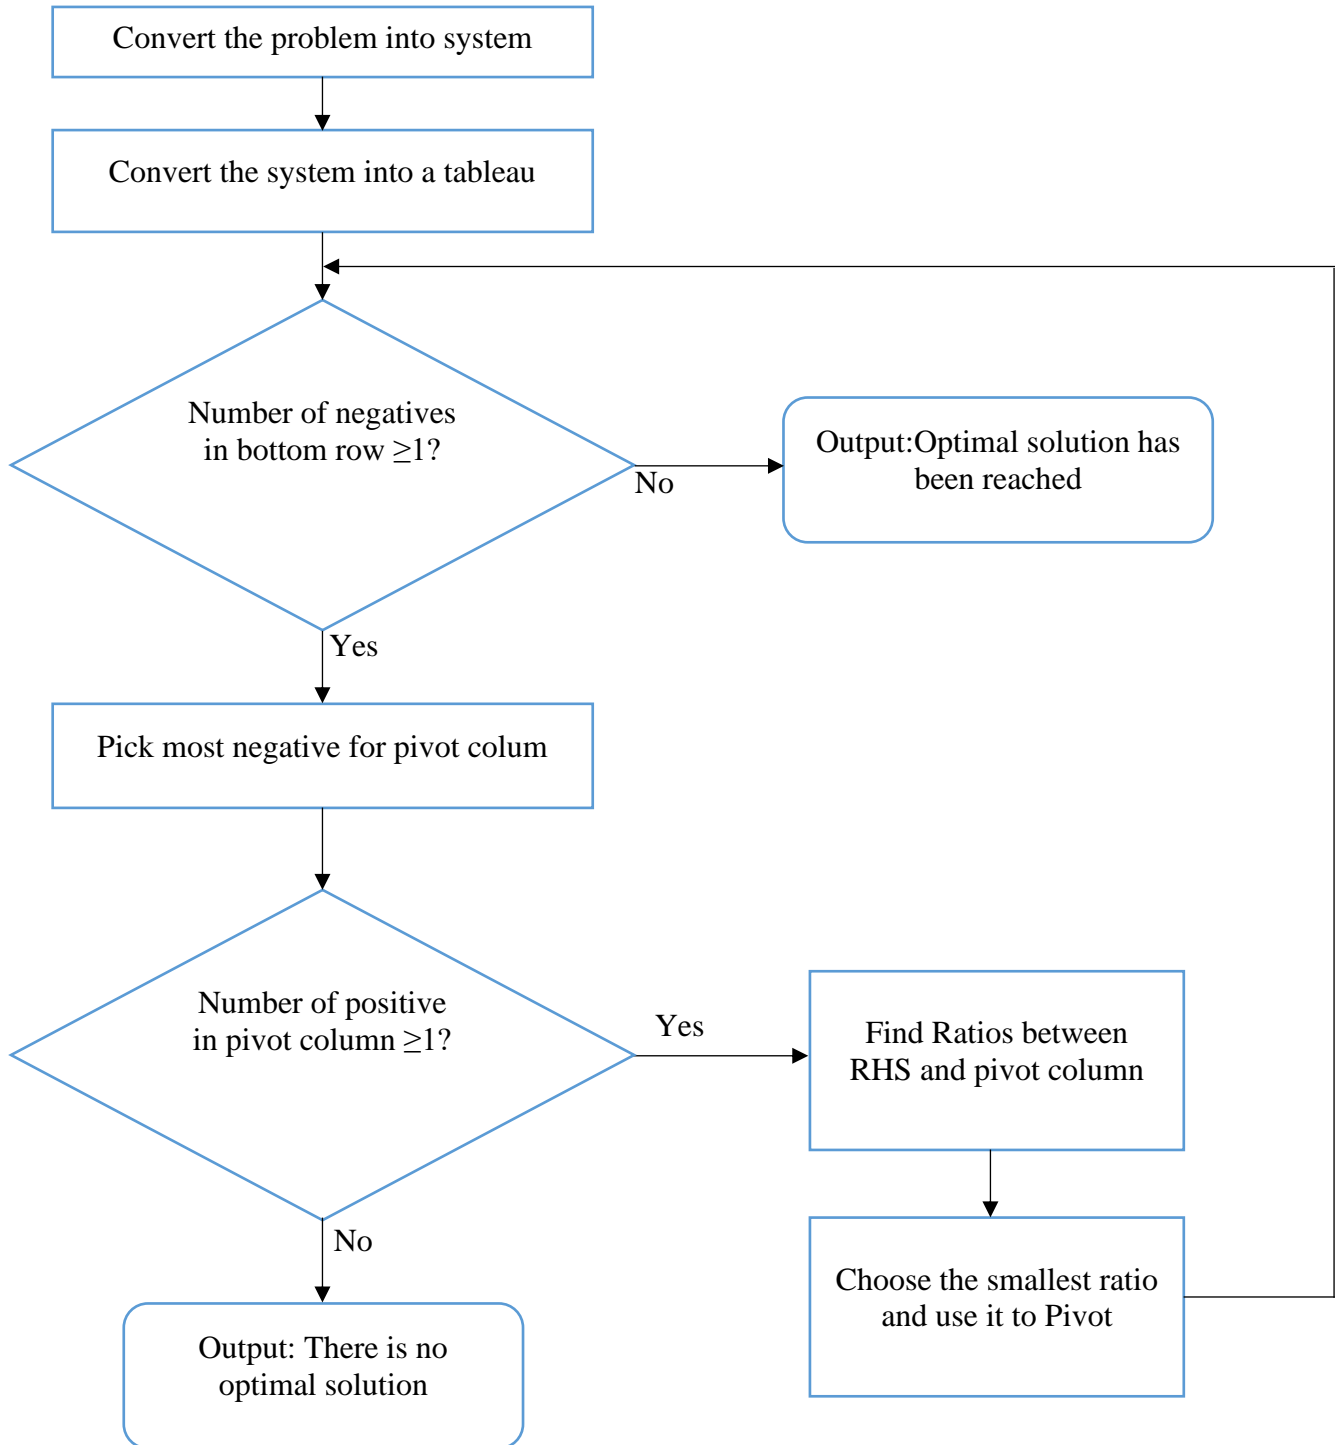 Convert the problem into system
Convert the system into a tableau
Number of negatives
in bottom row ≥1?
No
Output:Optimal solution has
been reached
Yes
Pick most negative for pivot colum
Number of positive
in pivot column ≥1?
Yes
Find Ratios between
RHS and pivot column
No
Choose the smallest ratio
and use it to Pivot
Output: There is no
optimal solution